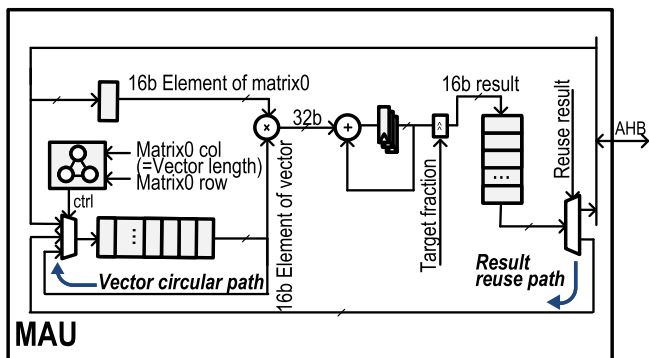 16b Element of matrix0
16b result
32b
×
+
>>
Reuse result
AHB
Matrix0 col
(=Vector length)
Matrix0 row
ctrl
...
...
16b Element of vector
Target fraction
Vector circular path
Result
reuse path
MAU